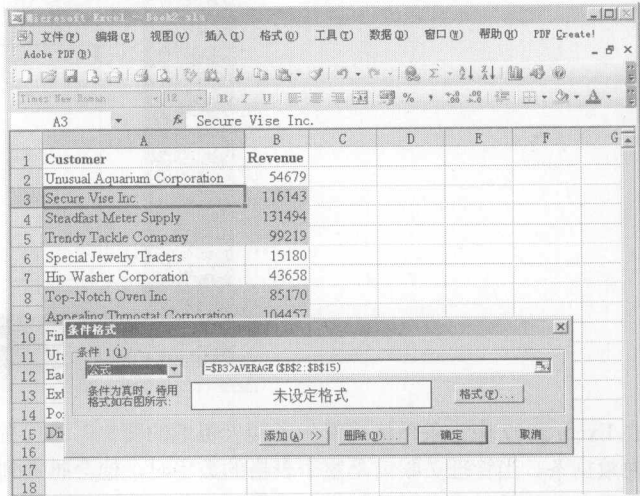 Microsoft Excel - Book2.xls
文件(F) 编辑(E) 视图(V) 插入(I) 格式(O) 工具(T) 数据(D) 窗口(W) 帮助(H) PDF Create!
Adobe PDF(B)
Times New Roman 12 B I U
A3 fx Secure Vise Inc.
A B C D E F G
1 Customer Revenue
2 Unusual Aquarium Corporation 54679
3 Secure Vise Inc. 116143
4 Steadfast Meter Supply 131494
5 Trendy Tackle Company 99219
6 Special Jewelry Traders 15180
7 Hip Washer Corporation 43658
8 Top-Notch Oven Inc. 85170
9 Appealing Thmostat Corporation 104457
10 Fin
11 Ura
12 Ea
13 Ex
14 Po
15
16
17
18
条件格式
条件 1(1)
公式 =$B3>AVERAGE($B$2:$B$15)
条件为真时，待用格式如右图所示:
未设定格式
格式(F)...
添加(A) >> 删除(D)... 确定 取消